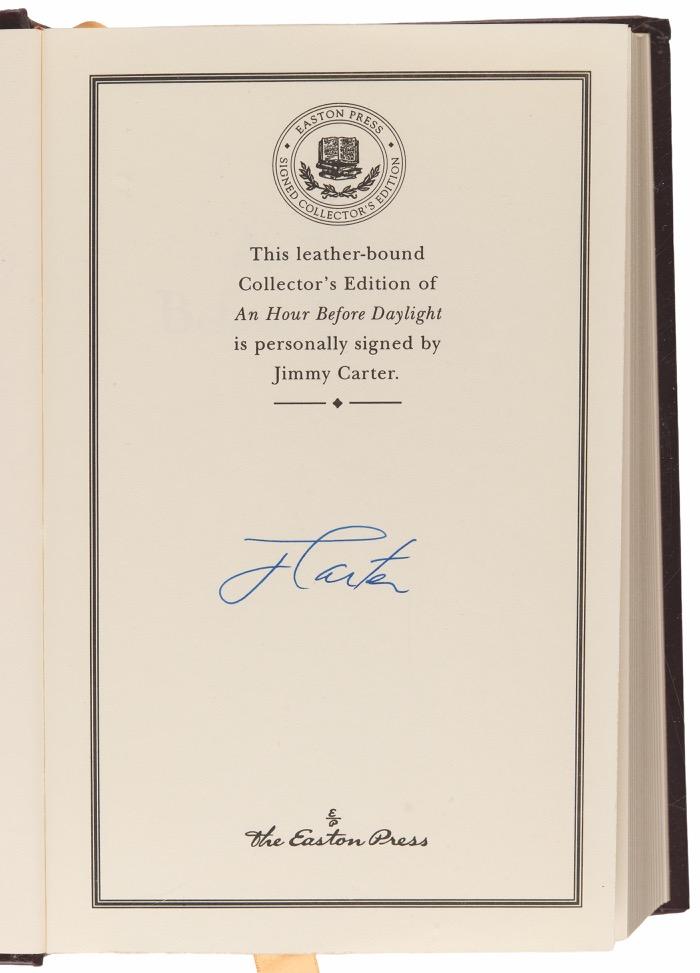 EASTON PRESS
SIGNED COLLECTOR'S EDITION
This leather-bound
Collector's Edition of
An Hour Before Daylight
is personally signed by
Jimmy Carter.
J Carter
E
P
The Easton Press